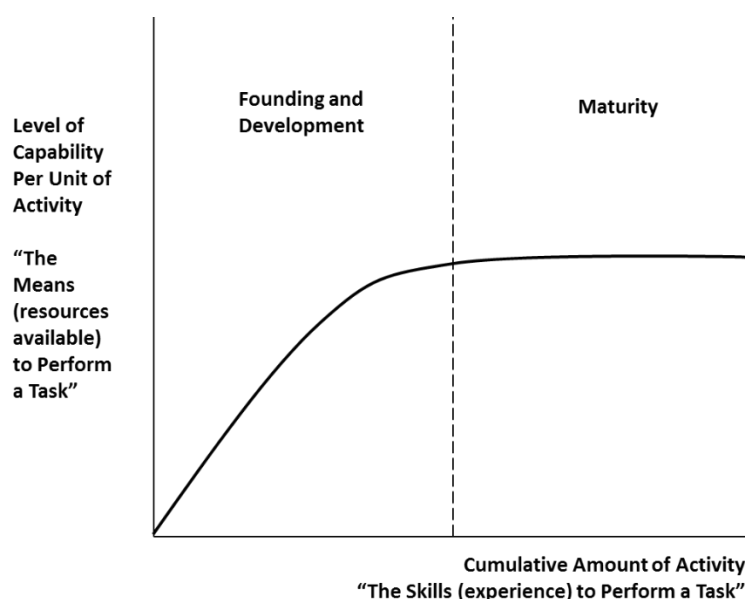 Founding and
Development
Maturity
Level of
Capability
Per Unit of
Activity
“The
Means
(resources
available)
to Perform
a Task”
Cumulative Amount of Activity
“The Skills (experience) to Perform a Task”